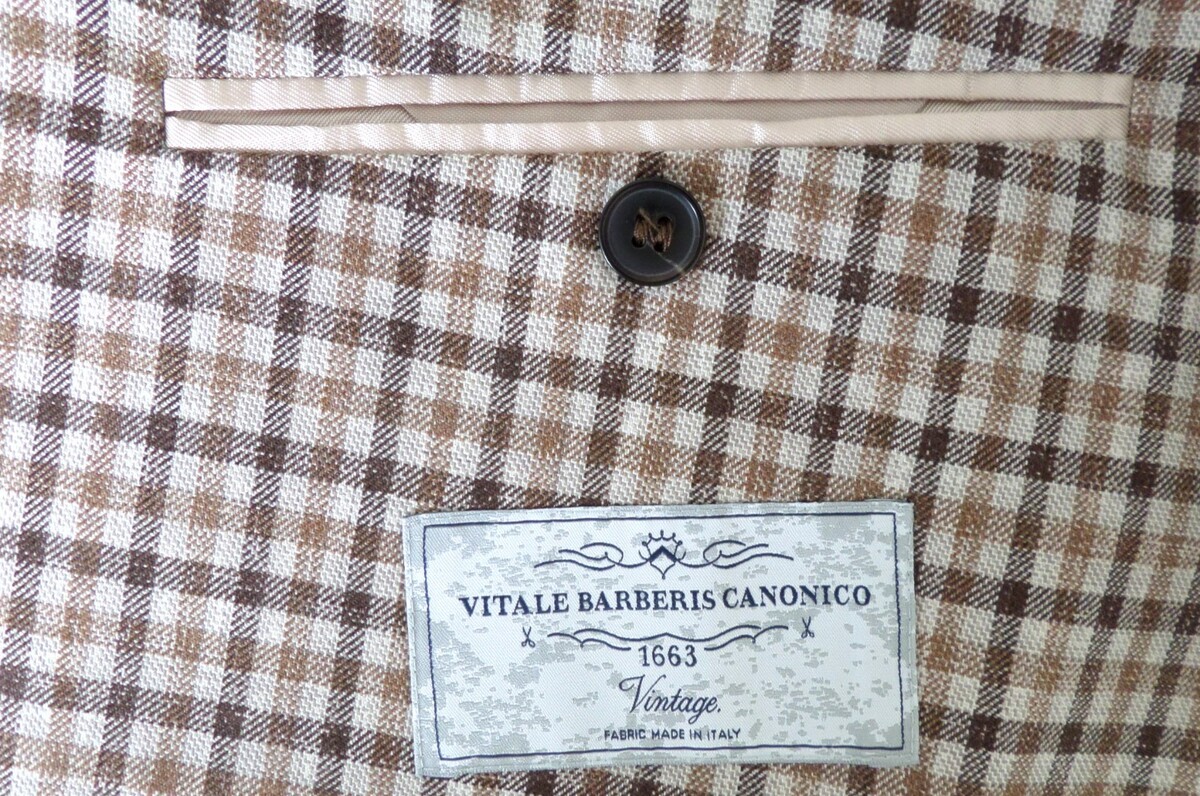 VITALE BARBERIS CANONICO
1663
Vintage.
FABRIC MADE IN ITALY